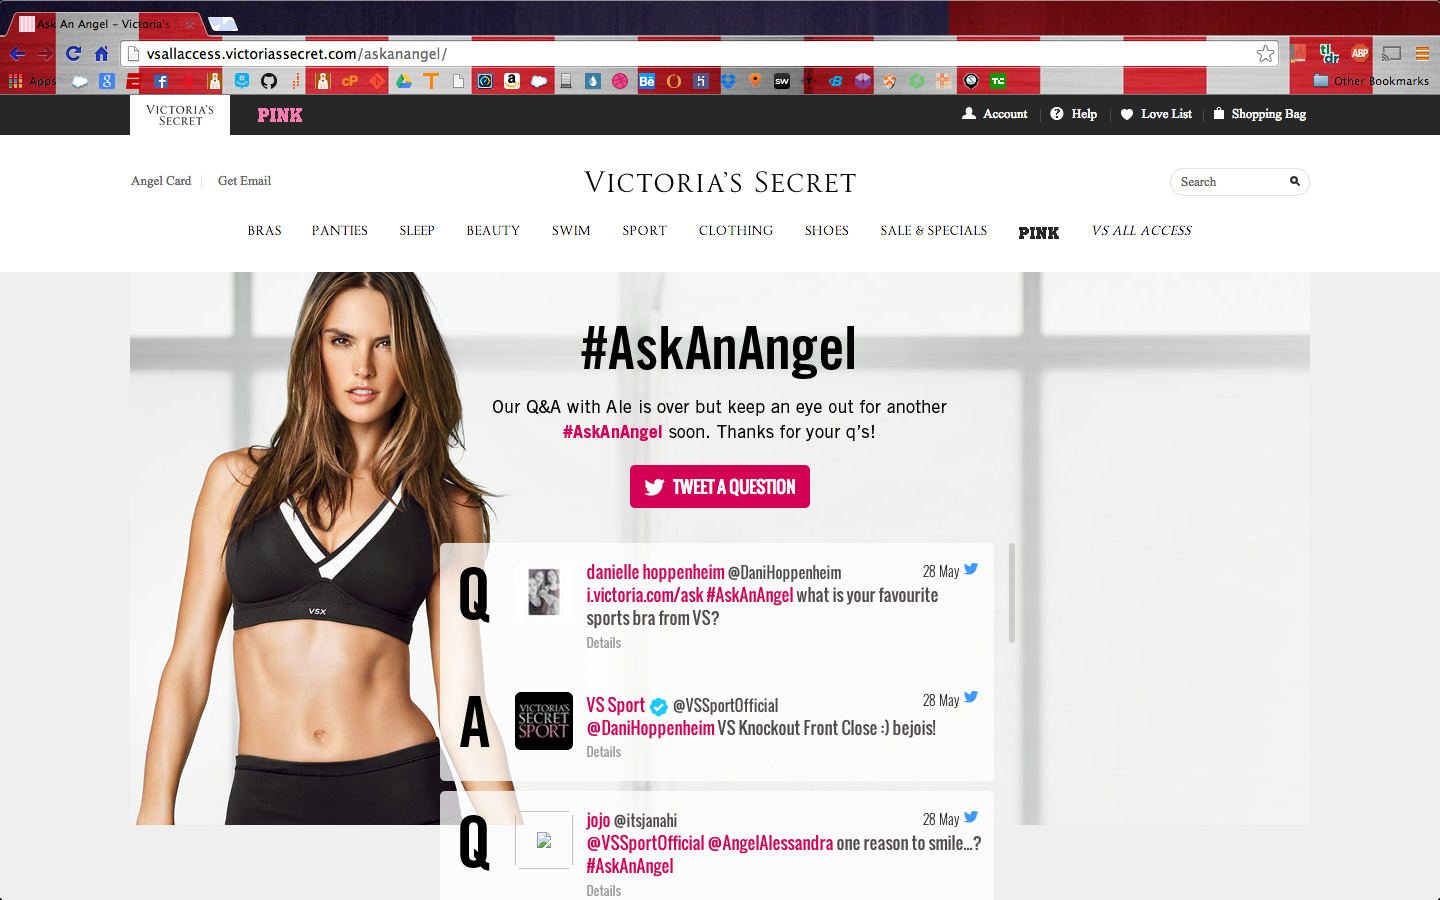 Ask An Angel – Victoria's S
vsallaccess.victoriassecret.com/askanangel/
Apps
Other Bookmarks
VICTORIA'S
SECRET
PINK
Account
Help
Love List
Shopping Bag
Angel Card
Get Email
VICTORIA'S SECRET
Search
BRAS
PANTIES
SLEEP
BEAUTY
SWIM
SPORT
CLOTHING
SHOES
SALE & SPECIALS
PINK
VS ALL ACCESS
#AskAnAngel
Our Q&A with Ale is over but keep an eye out for another
#AskAnAngel soon. Thanks for your q's!
TWEET A QUESTION
VSX
Q
danielle hoppenheim @DaniHoppenheim
28 May
i.victoria.com/ask #AskAnAngel what is your favourite
sports bra from VS?
Details
A
VICTORIA'S
SECRET
SPORT
VS Sport @VSSportOfficial
28 May
@DaniHoppenheim VS Knockout Front Close :) bejois!
Details
Q
jojo @itsjanahi
28 May
@VSSportOfficial @AngelAlessandra one reason to smile...?
#AskAnAngel
Details